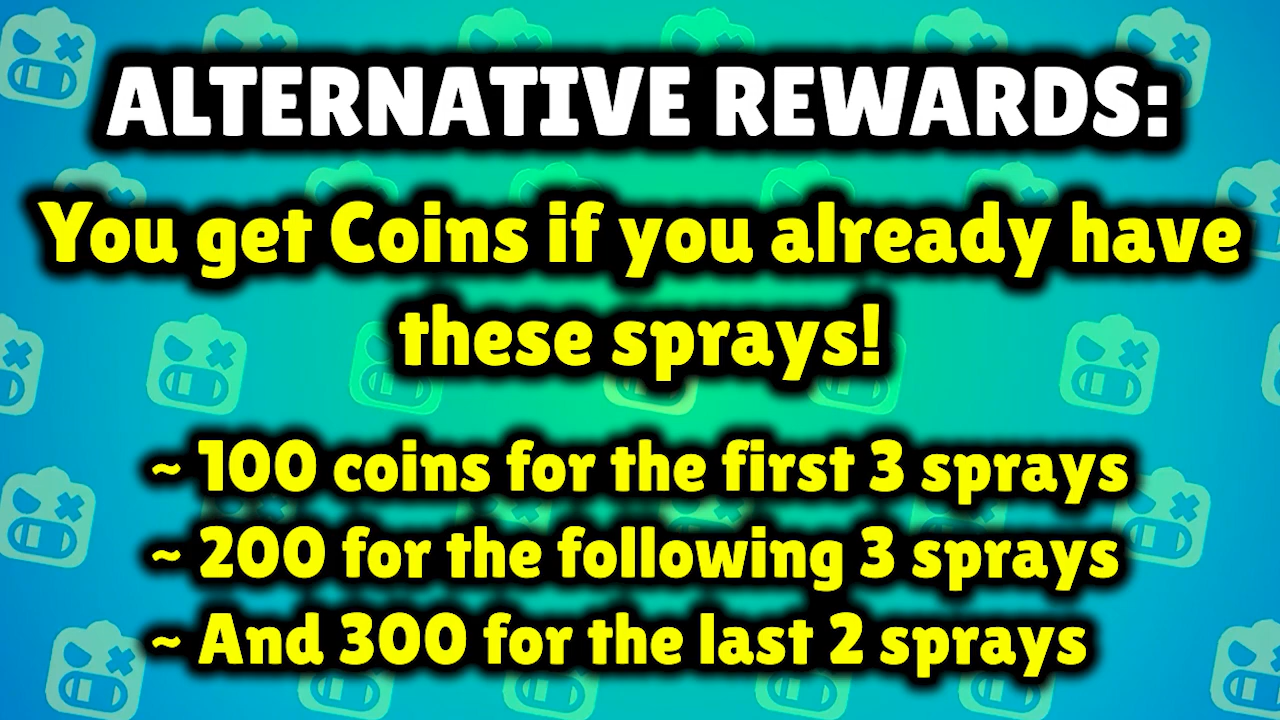 ALTERNATIVE REWARDS:
You get Coins if you already have
these sprays!
~ 100 coins for the first 3 sprays
~ 200 for the following 3 sprays
~ And 300 for the last 2 sprays